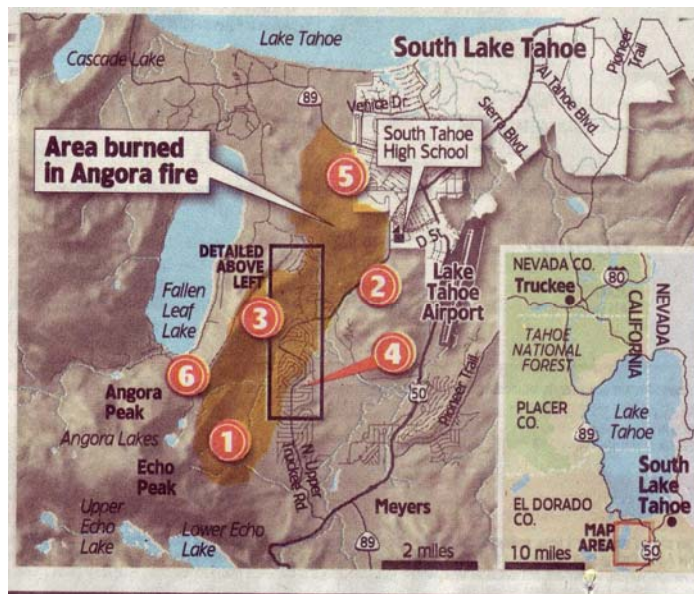 Lake Tahoe
Cascade Lake
South Lake Tahoe
Pioneer
Trail
89
Venice Dr.
Al Tahoe Blvd.
Sierra Blvd.
South Tahoe
High School
Area burned
in Angora fire
5
D St.
DETAILED
ABOVE
LEFT
Lake
Tahoe
Airport
Fallen
Leaf
Lake
2
3
4
6
50
Pioneer Trail
Angora
Peak
Angora Lakes
1
Echo
Peak
N. Upper
Truckee Rd.
Meyers
Upper
Echo
Lake
Lower Echo
Lake
89
2 miles
NEVADA CO.
Truckee
80
CALIFORNIA
NEVADA
TAHOE
NATIONAL
FOREST
PLACER
CO.
89
Lake
Tahoe
South
Lake
Tahoe
EL DORADO
CO.
MAP
AREA
50
10 miles